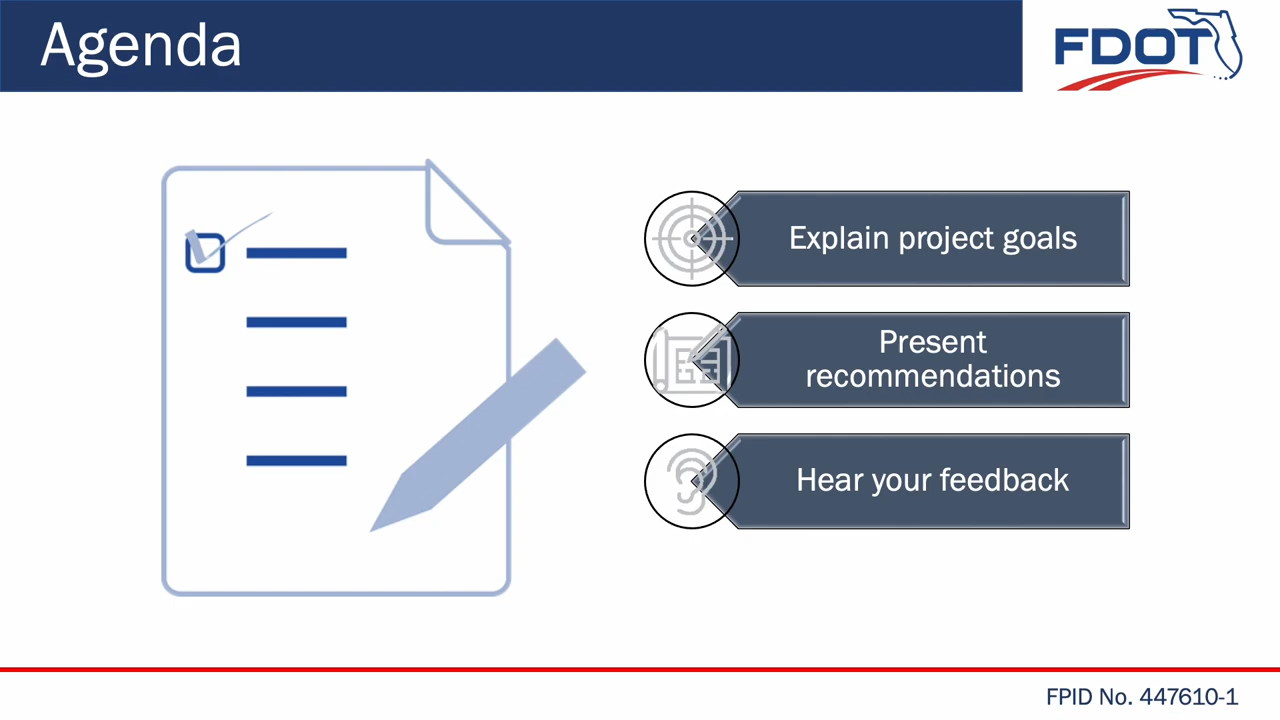 Agenda
FDOT
Explain project goals
Present
recommendations
Hear your feedback
FPID No. 447610-1